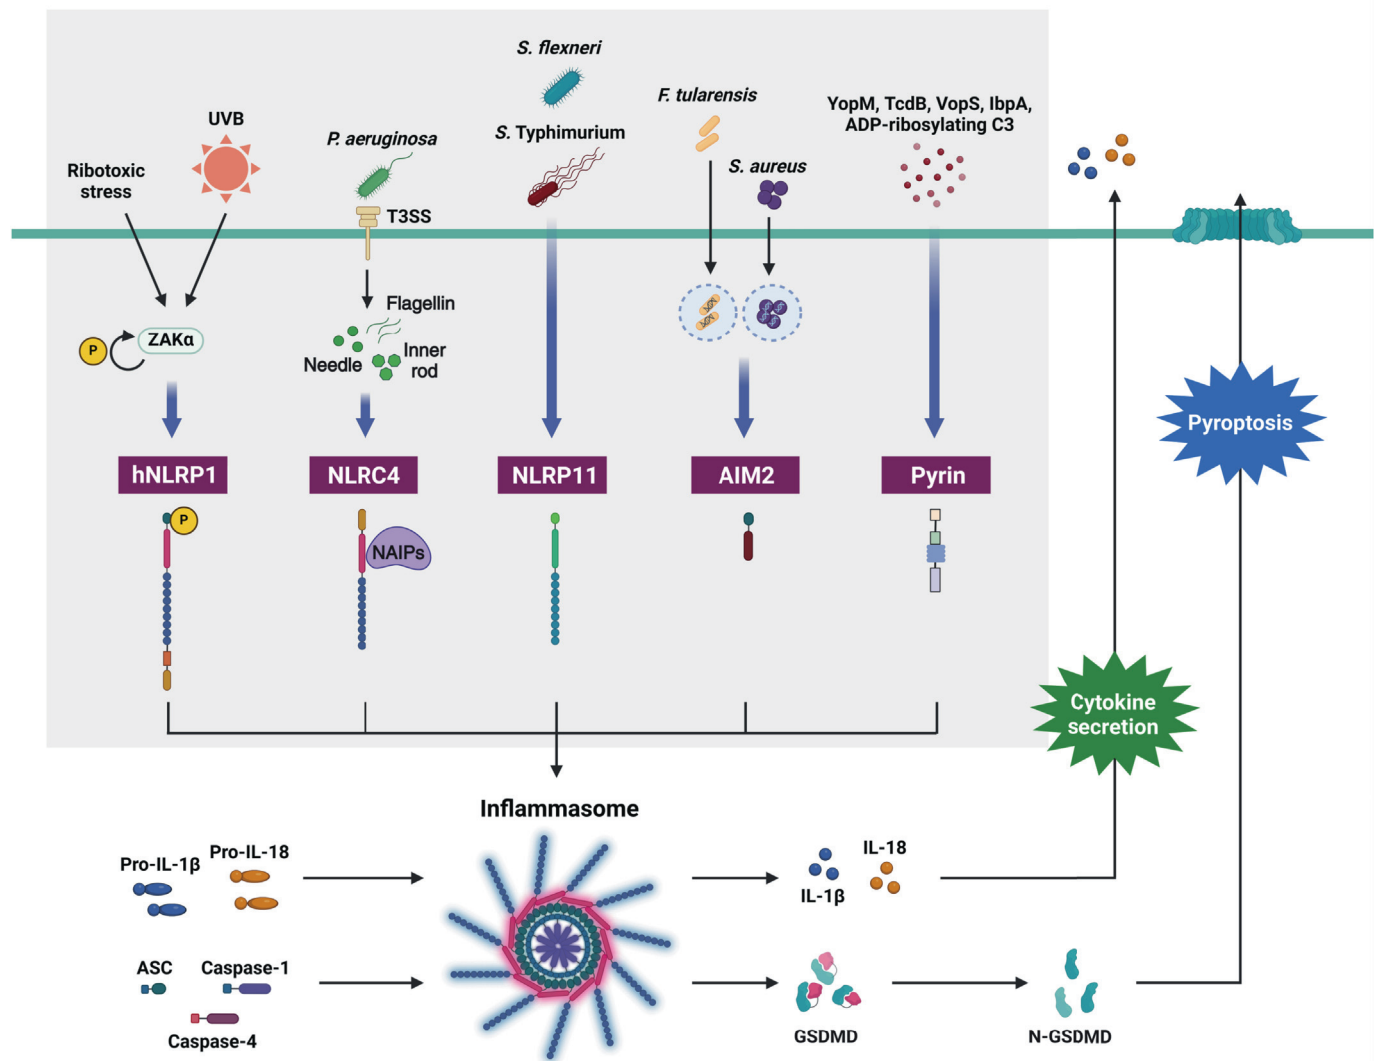 S. flexneri
F. tularensis
YopM, TcdB, VopS, IbpA,
ADP-ribosylating C3
UVB
P. aeruginosa
S. Typhimurium
S. aureus
Ribotoxic
stress
T3SS
Flagellin
ZAKα
P
Needle
Inner
rod
Pyroptosis
hNLRP1
NLRC4
NLRP11
AIM2
Pyrin
P
NAIPs
Cytokine
secretion
Inflammasome
Pro-IL-1β
Pro-IL-18
IL-18
IL-1β
ASC
Caspase-1
Caspase-4
GSDMD
N-GSDMD